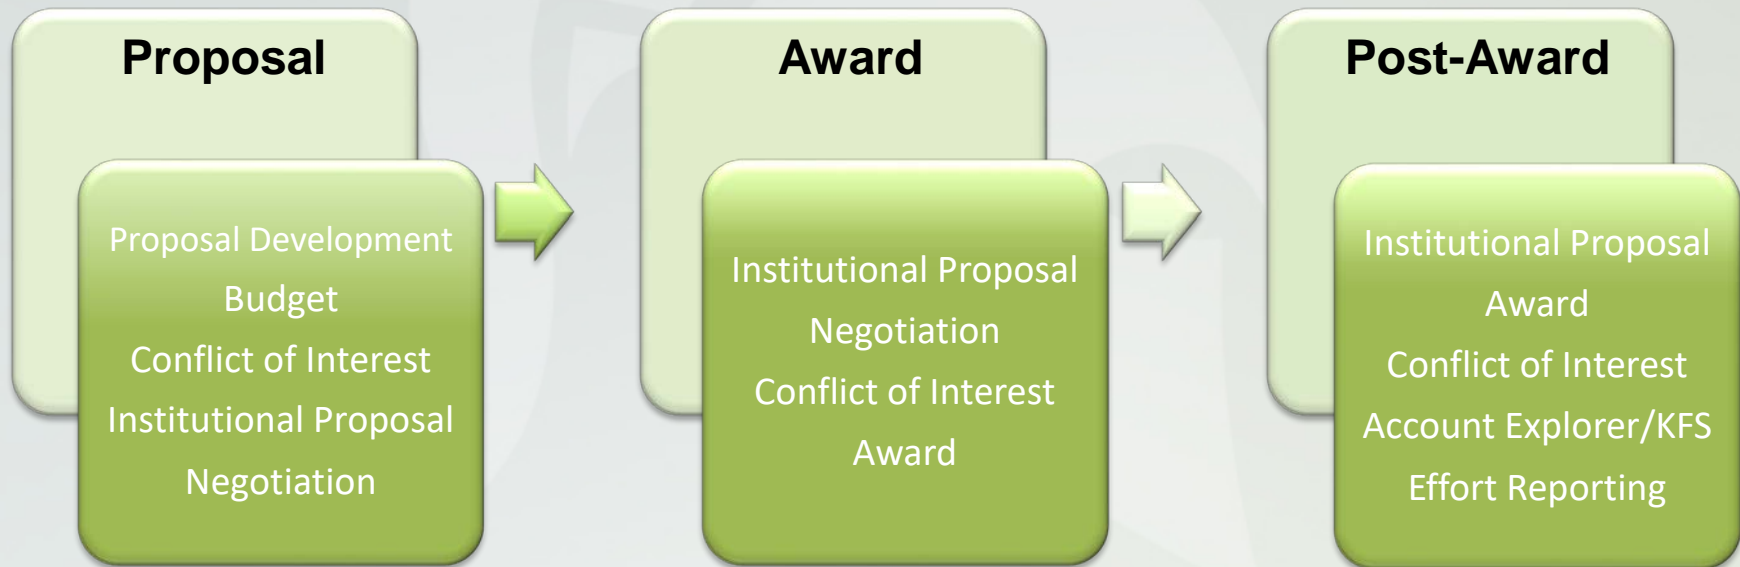 Proposal
Proposal Development
Budget
Conflict of Interest
Institutional Proposal
Negotiation
Award
Institutional Proposal
Negotiation
Conflict of Interest
Award
Post-Award
Institutional Proposal
Award
Conflict of Interest
Account Explorer/KFS
Effort Reporting